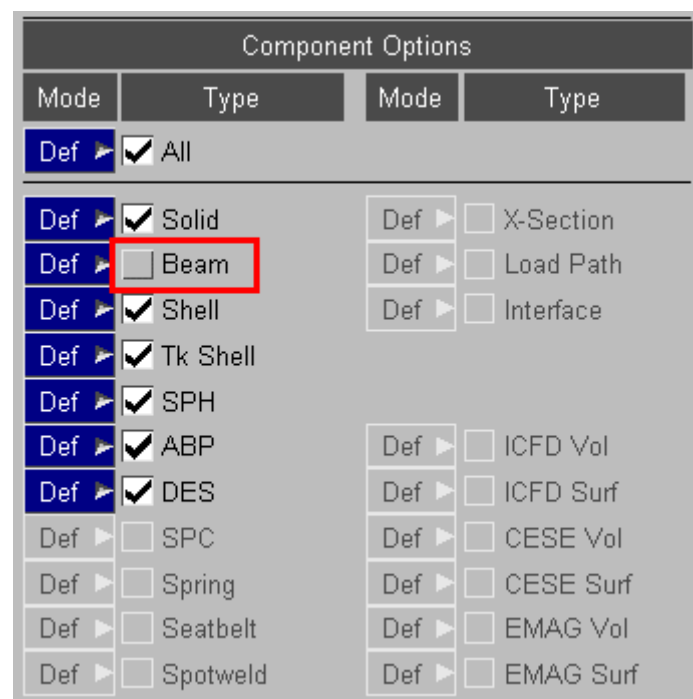 Component Options
Mode Type Mode Type
Def All
Def Solid Def X-Section
Def Beam Def Load Path
Def Shell Def Interface
Def Tk Shell
Def SPH
Def ABP Def ICFD Vol
Def DES Def ICFD Surf
Def SPC Def CESE Vol
Def Spring Def CESE Surf
Def Seatbelt Def EMAG Vol
Def Spotweld Def EMAG Surf